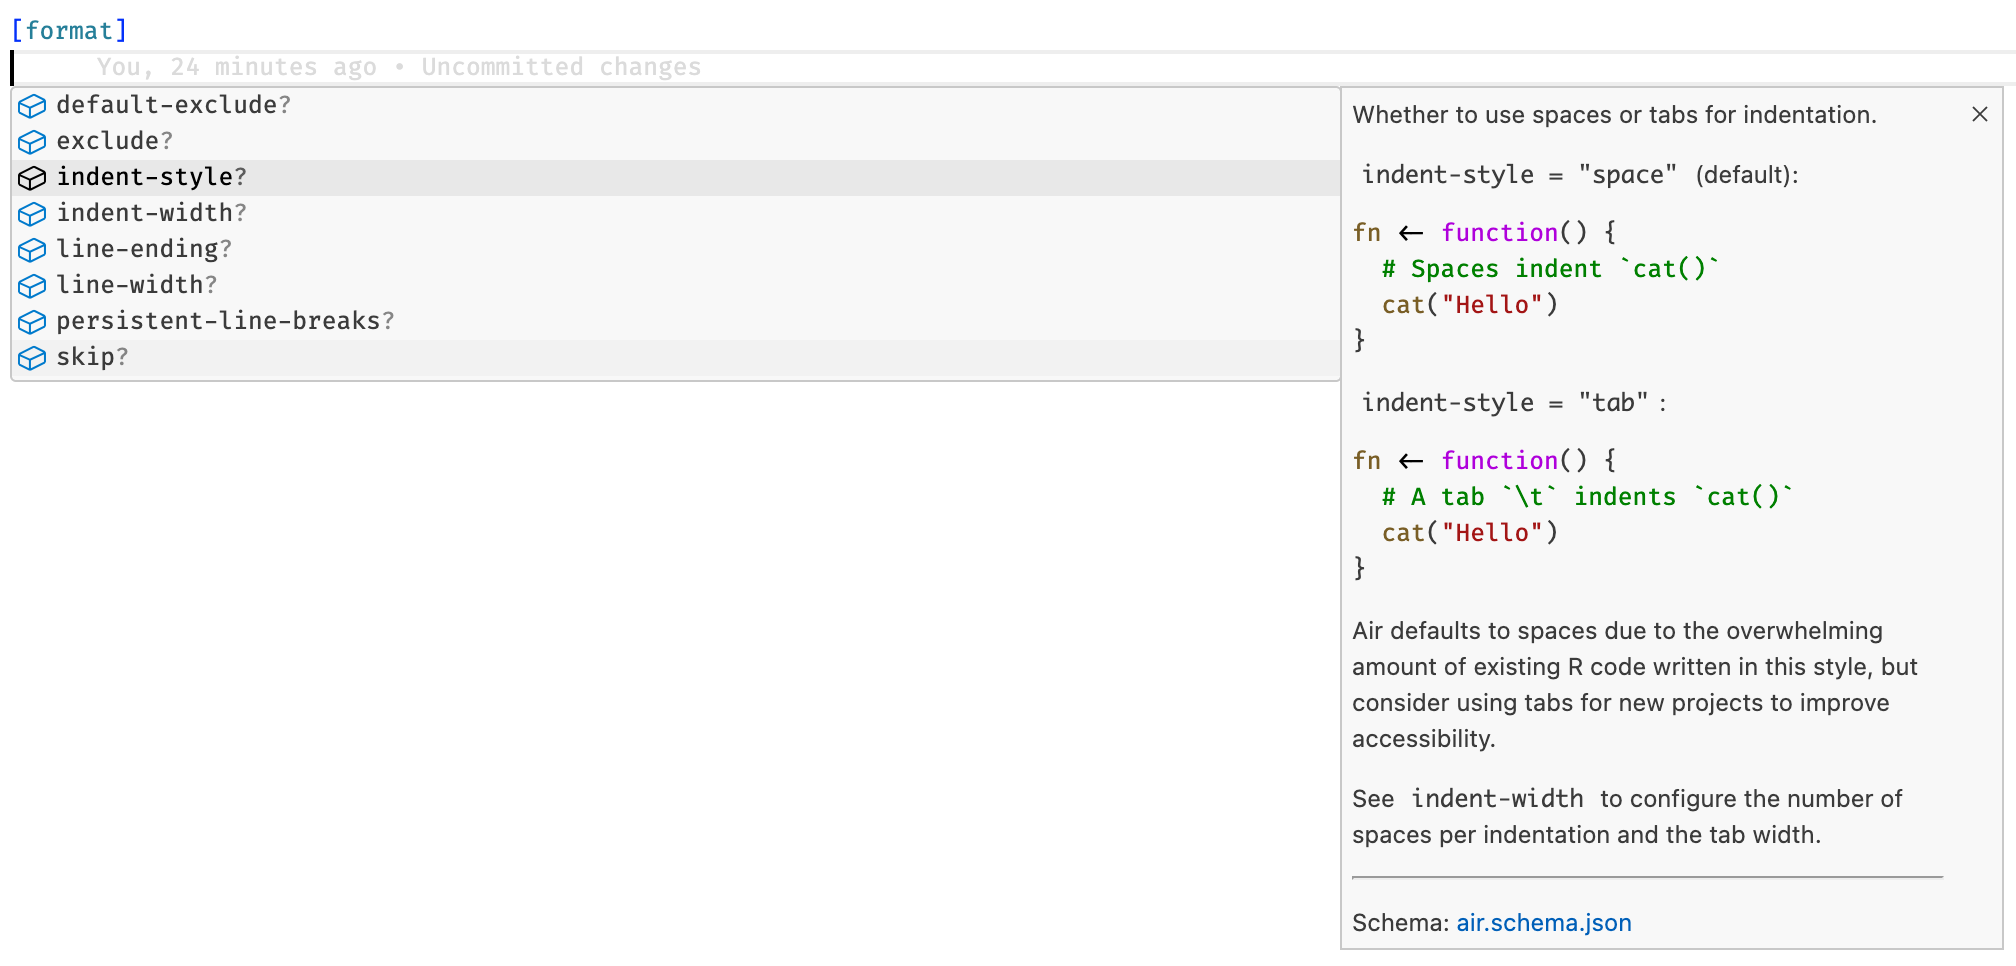 [format]
You, 24 minutes ago • Uncommitted changes
default-exclude?
exclude?
indent-style?
indent-width?
line-ending?
line-width?
persistent-line-breaks?
skip?
Whether to use spaces or tabs for indentation.
indent-style = "space" (default):
fn ← function() {
  # Spaces indent `cat()`
  cat("Hello")
}
indent-style = "tab" :
fn ← function() {
  # A tab `\t` indents `cat()`
  cat("Hello")
}
Air defaults to spaces due to the overwhelming
amount of existing R code written in this style, but
consider using tabs for new projects to improve
accessibility.
See indent-width to configure the number of
spaces per indentation and the tab width.
Schema: air.schema.json